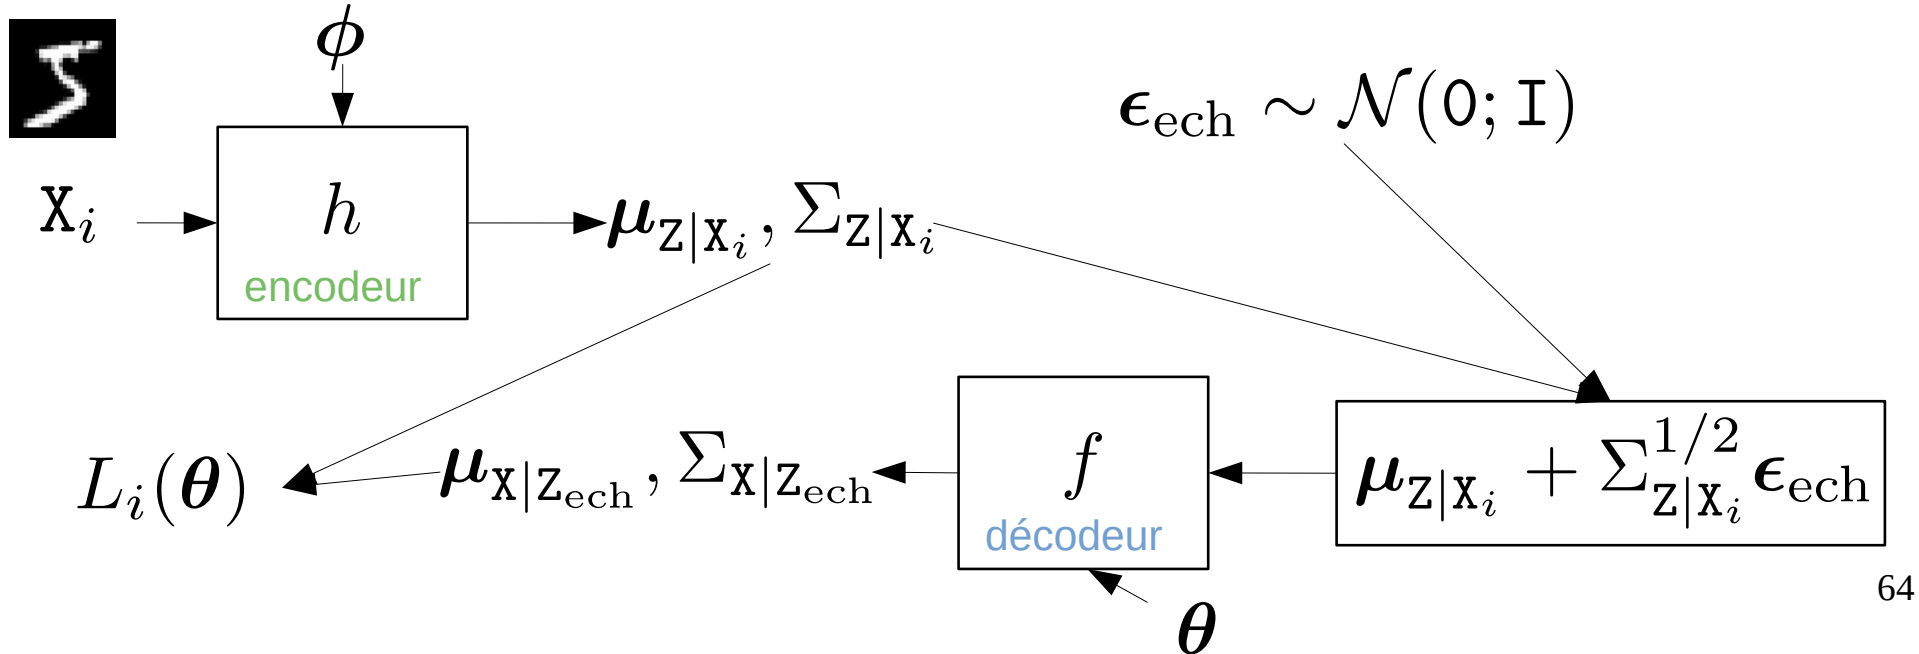 ϕ
ϵ_ech ∼ 𝒩(0; I)
X_i
h
μ_{Z|X_i}, Σ_{Z|X_i}
encodeur
L_i(θ)
μ_{X|Z_ech}, Σ_{X|Z_ech}
f
μ_{Z|X_i} + Σ^{1/2}_{Z|X_i} ϵ_ech
décodeur
θ
64